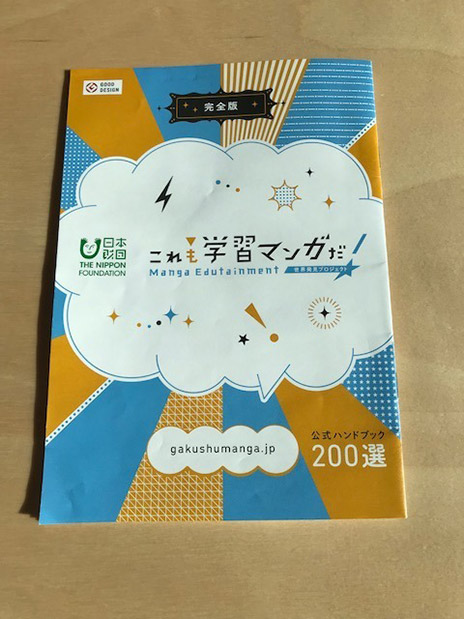 GOOD
DESIGN
完全版
日本
財団
THE NIPPON
FOUNDATION
これも学習マンガだ!
Manga Edutainment
世界発見プロジェクト
gakushumanga.jp
公式ハンドブック
200選